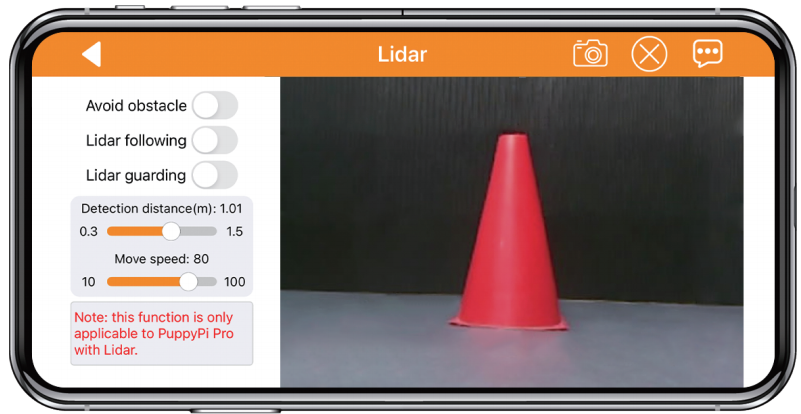 Lidar
Avoid obstacle
Lidar following
Lidar guarding
Detection distance(m): 1.01
0.3 1.5
Move speed: 80
10 100
Note: this function is only
applicable to PuppyPi Pro
with Lidar.